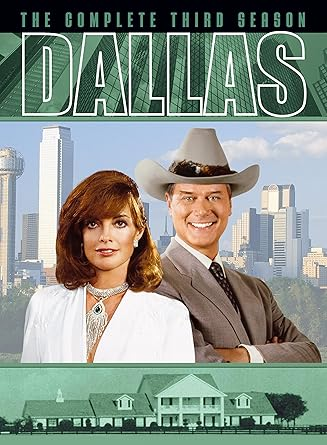 THE COMPLETE THIRD SEASON
DALLAS